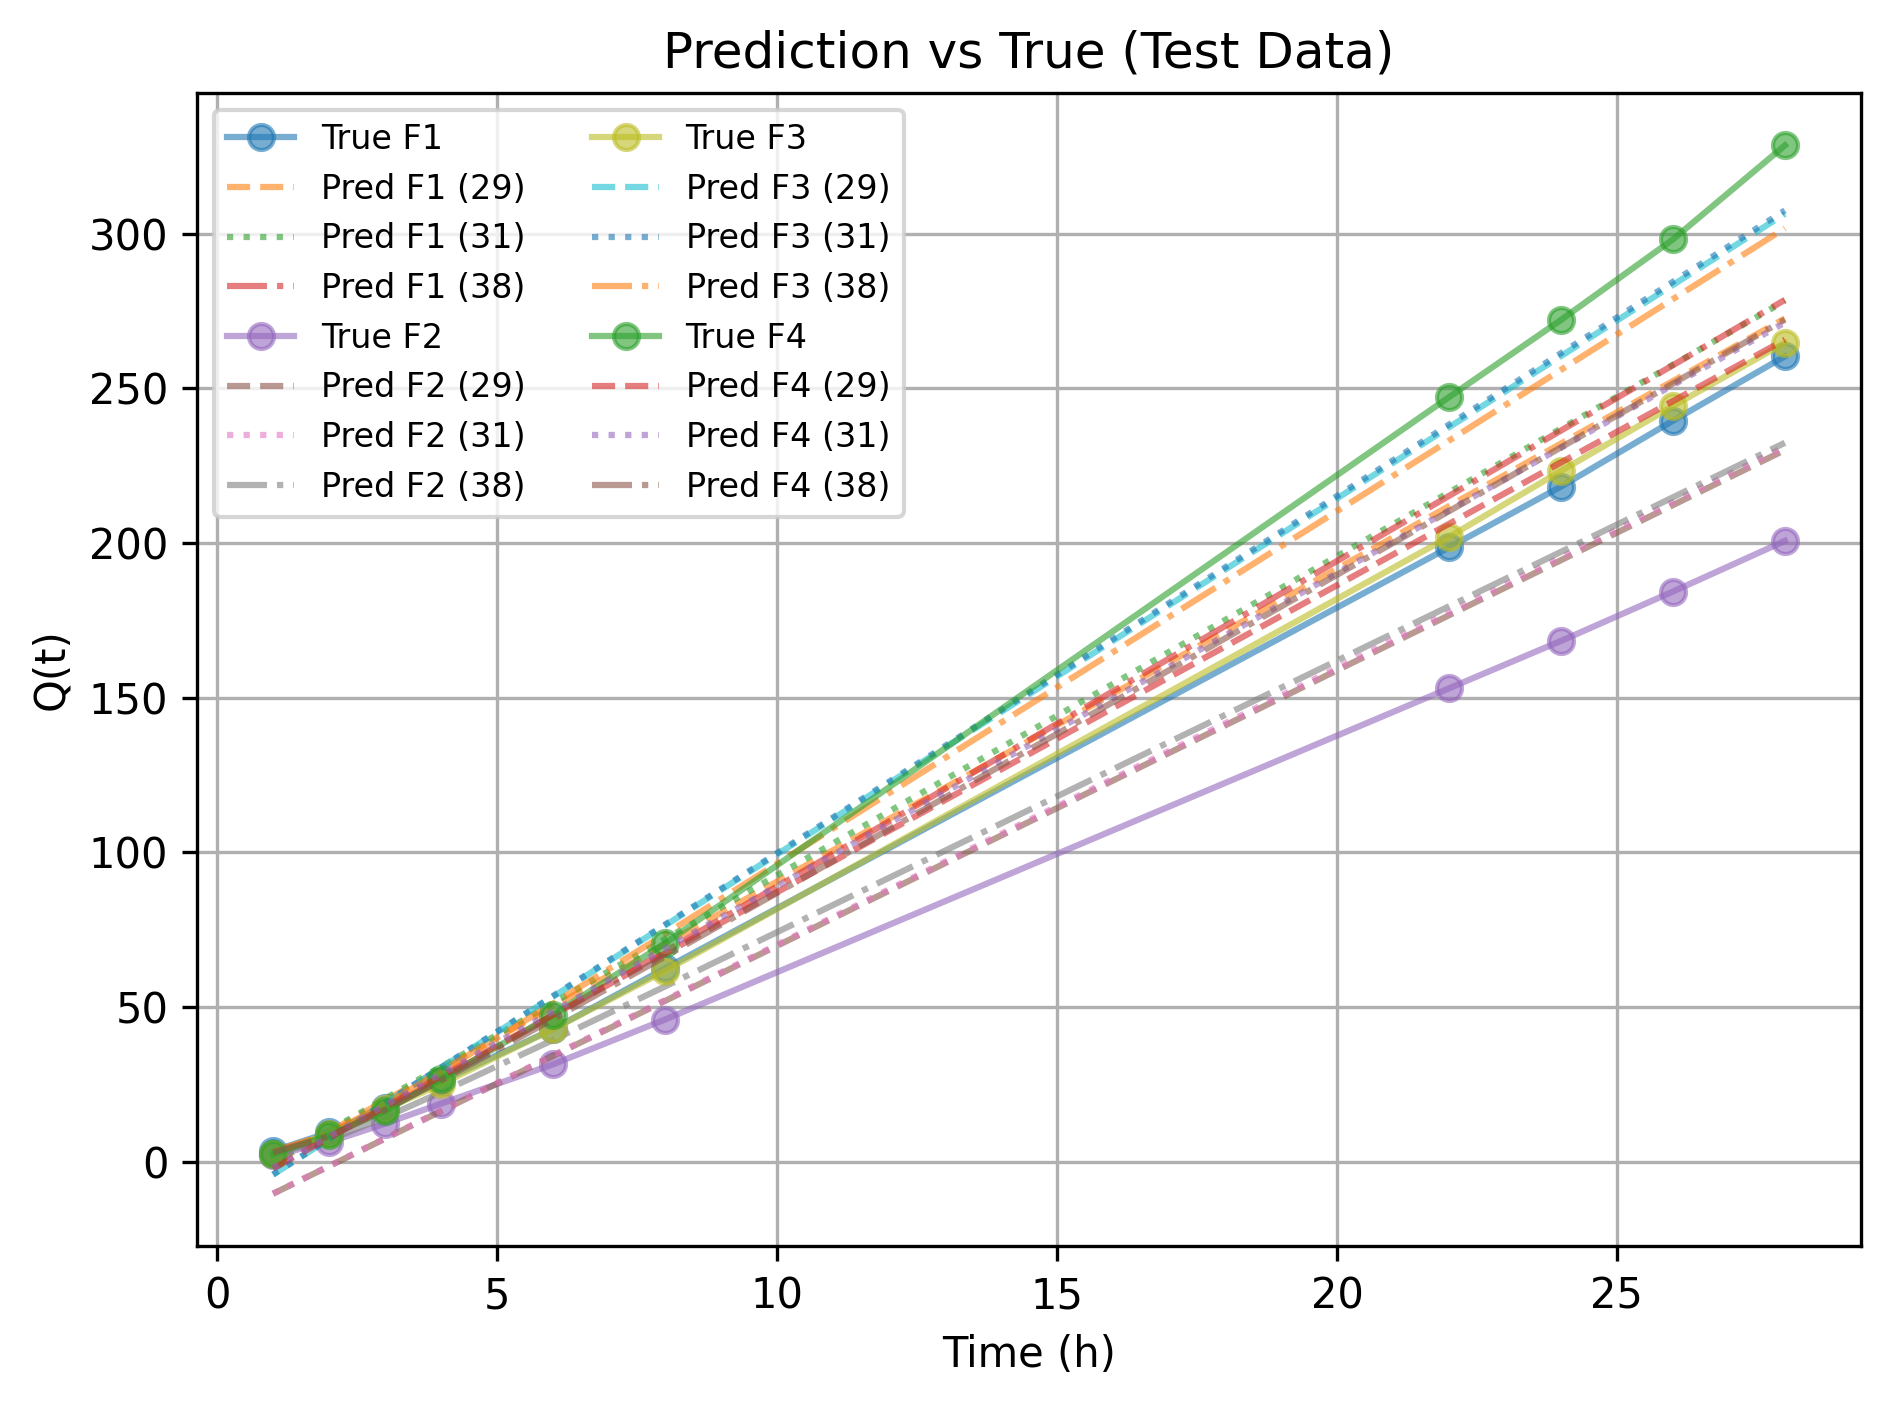 Prediction vs True (Test Data)
True F1
Pred F1 (29)
Pred F1 (31)
Pred F1 (38)
True F2
Pred F2 (29)
Pred F2 (31)
Pred F2 (38)
True F3
Pred F3 (29)
Pred F3 (31)
Pred F3 (38)
True F4
Pred F4 (29)
Pred F4 (31)
Pred F4 (38)
Q(t)
300
250
200
150
100
50
0
0 5 10 15 20 25
Time (h)